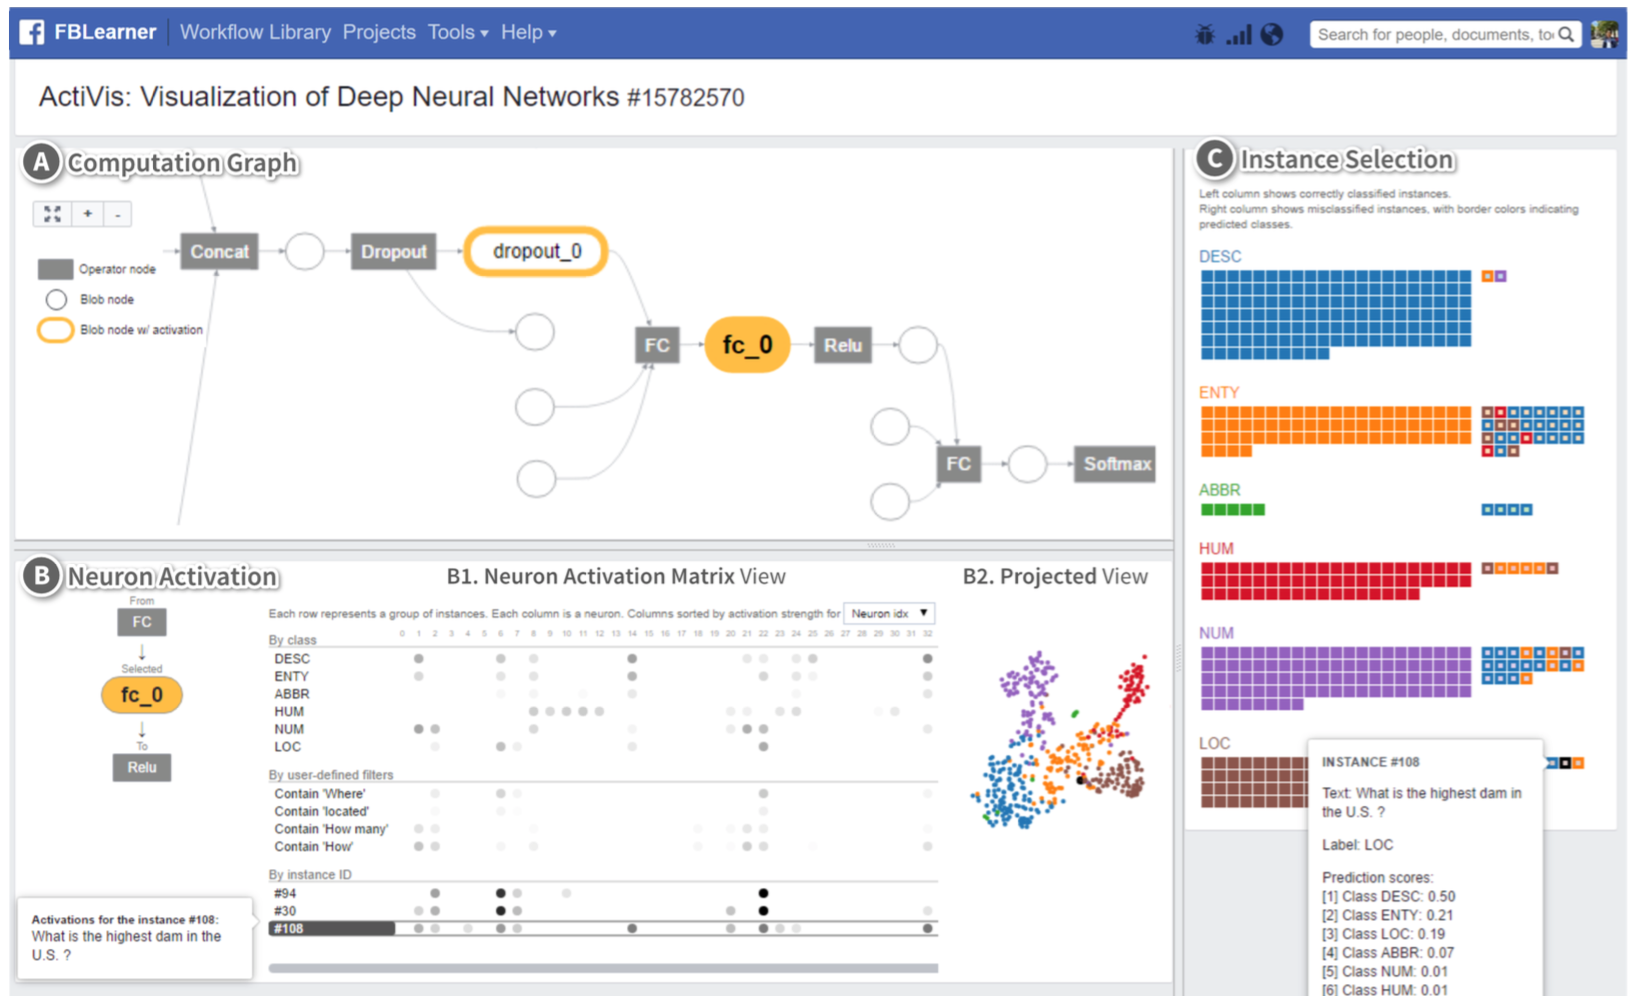 FBLearner Workflow Library Projects Tools ▾ Help ▾
Search for people, documents, to
ActiVis: Visualization of Deep Neural Networks #15782570
A Computation Graph
+ -
Concat
Dropout
dropout_0
Operator node
Blob node
Blob node w/ activation
FC
fc_0
Relu
FC
Softmax
B Neuron Activation
From
FC
Selected
fc_0
To
Relu
B1. Neuron Activation Matrix View
Each row represents a group of instances. Each column is a neuron. Columns sorted by activation strength for Neuron idx ▼
0 1 2 3 4 5 6 7 8 9 10 11 12 13 14 15 16 17 18 19 20 21 22 23 24 25 26 27 28 29 30 31 32
By class
DESC
ENTY
ABBR
HUM
NUM
LOC
By user-defined filters
Contain 'Where'
Contain 'located'
Contain 'How many'
Contain 'How'
By instance ID
#94
#30
#108
Activations for the instance #108:
What is the highest dam in the
U.S. ?
B2. Projected View
C Instance Selection
Left column shows correctly classified instances.
Right column shows misclassified instances, with border colors indicating
predicted classes.
DESC
ENTY
ABBR
HUM
NUM
LOC
INSTANCE #108
Text: What is the highest dam in
the U.S. ?
Label: LOC
Prediction scores:
[1] Class DESC: 0.50
[2] Class ENTY: 0.21
[3] Class LOC: 0.19
[4] Class ABBR: 0.07
[5] Class NUM: 0.01
[6] Class HUM: 0.01